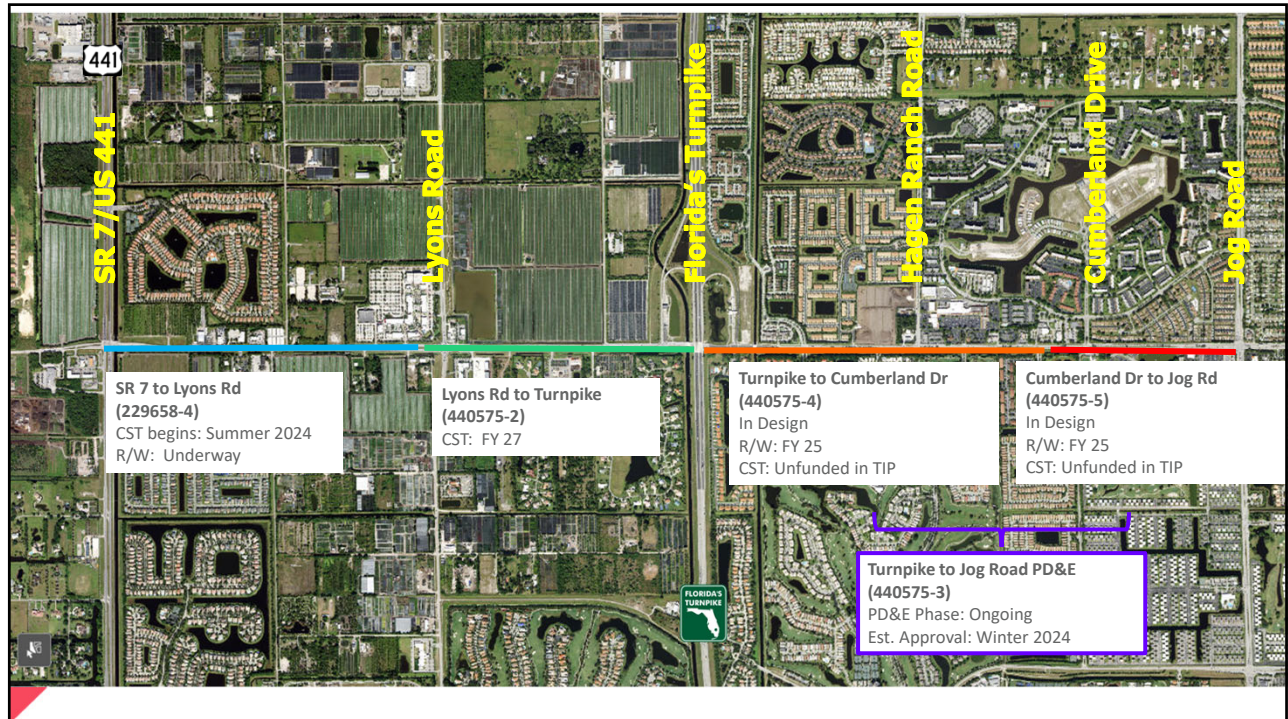 441
SR 7/US 441
Lyons Road
Florida's Turnpike
Hagen Ranch Road
Cumberland Drive
Jog Road
SR 7 to Lyons Rd
(229658-4)
CST begins: Summer 2024
R/W: Underway
Lyons Rd to Turnpike
(440575-2)
CST: FY 27
Turnpike to Cumberland Dr
(440575-4)
In Design
R/W: FY 25
CST: Unfunded in TIP
Cumberland Dr to Jog Rd
(440575-5)
In Design
R/W: FY 25
CST: Unfunded in TIP
Turnpike to Jog Road PD&E
(440575-3)
PD&E Phase: Ongoing
Est. Approval: Winter 2024
FLORIDA'S
TURNPIKE